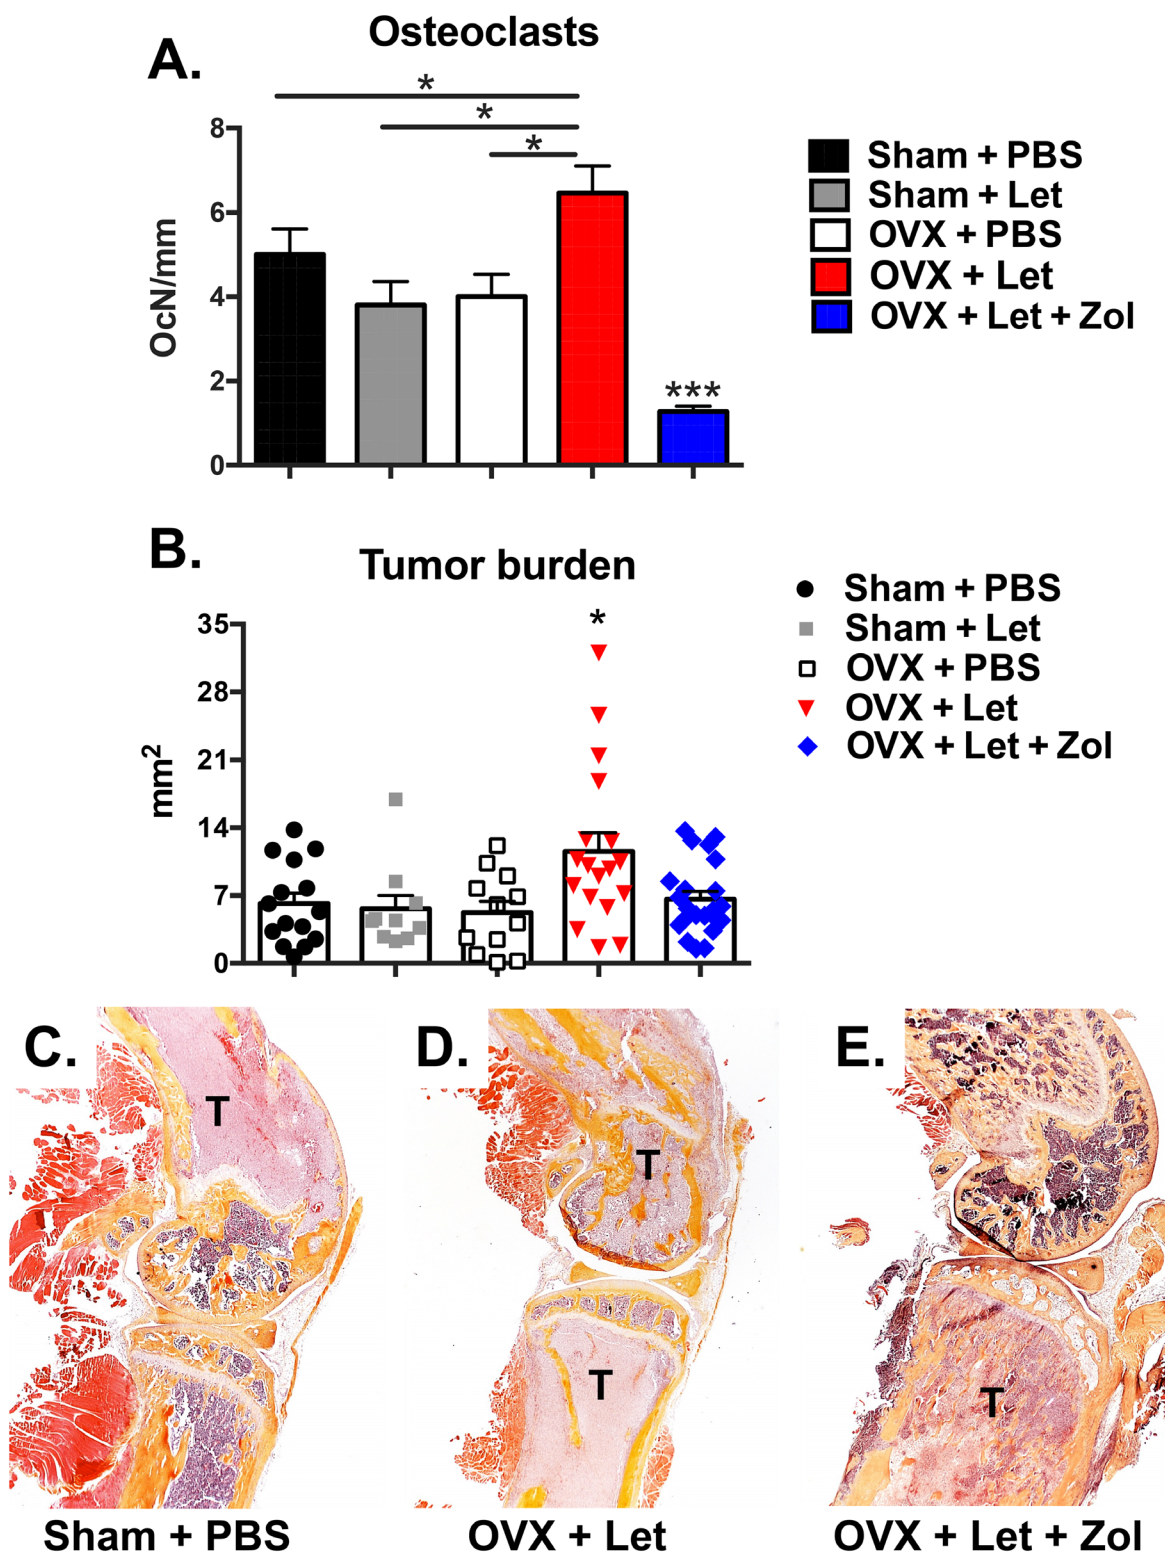 A.
Osteoclasts
*
*
*
8
6
4
2
0
OcN/mm
***
Sham + PBS
Sham + Let
OVX + PBS
OVX + Let
OVX + Let + Zol
B.
Tumor burden
*
35
28
21
14
7
0
mm²
Sham + PBS
Sham + Let
OVX + PBS
OVX + Let
OVX + Let + Zol
C.
T
Sham + PBS
D.
T
T
OVX + Let
E.
T
OVX + Let + Zol